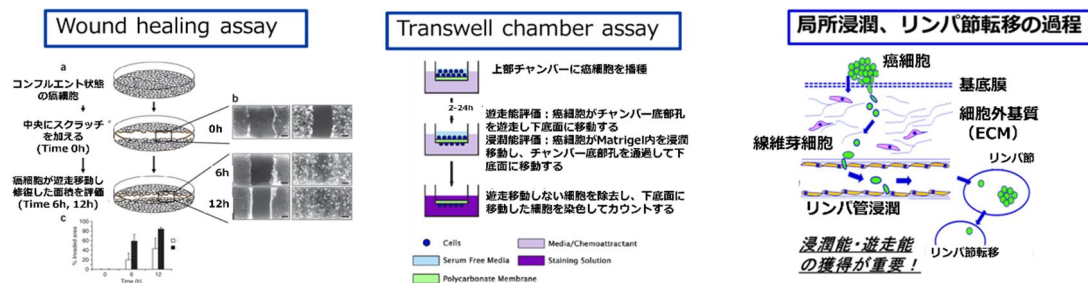 Wound healing assay
a
コンフルエント状態
の癌細胞
中央にスクラッチ
を加える
(Time 0h)
癌細胞が遊走移動し
修復した面積を評価
(Time 6h, 12h)
b
0h
6h
12h
c
% Invaded area
100
80
60
40
20
0
0
6
12
Time (h)
Transwell chamber assay
上部チャンバーに癌細胞を播種
2-24h
遊走能評価：癌細胞がチャンバー底部孔
を遊走し下底面に移動する
浸潤能評価：癌細胞がMatrigel内を浸潤
移動し、チャンバー底部孔を通過して下
底面に移動する
遊走移動しない細胞を除去し、下底面に
移動した細胞を染色してカウントする
Cells
Media/Chemoattractant
Serum Free Media
Staining Solution
Polycarbonate Membrane
局所浸潤、リンパ節転移の過程
癌細胞
基底膜
細胞外基質
（ECM）
線維芽細胞
リンパ節
リンパ管浸潤
浸潤能・遊走能
の獲得が重要！
リンパ節転移